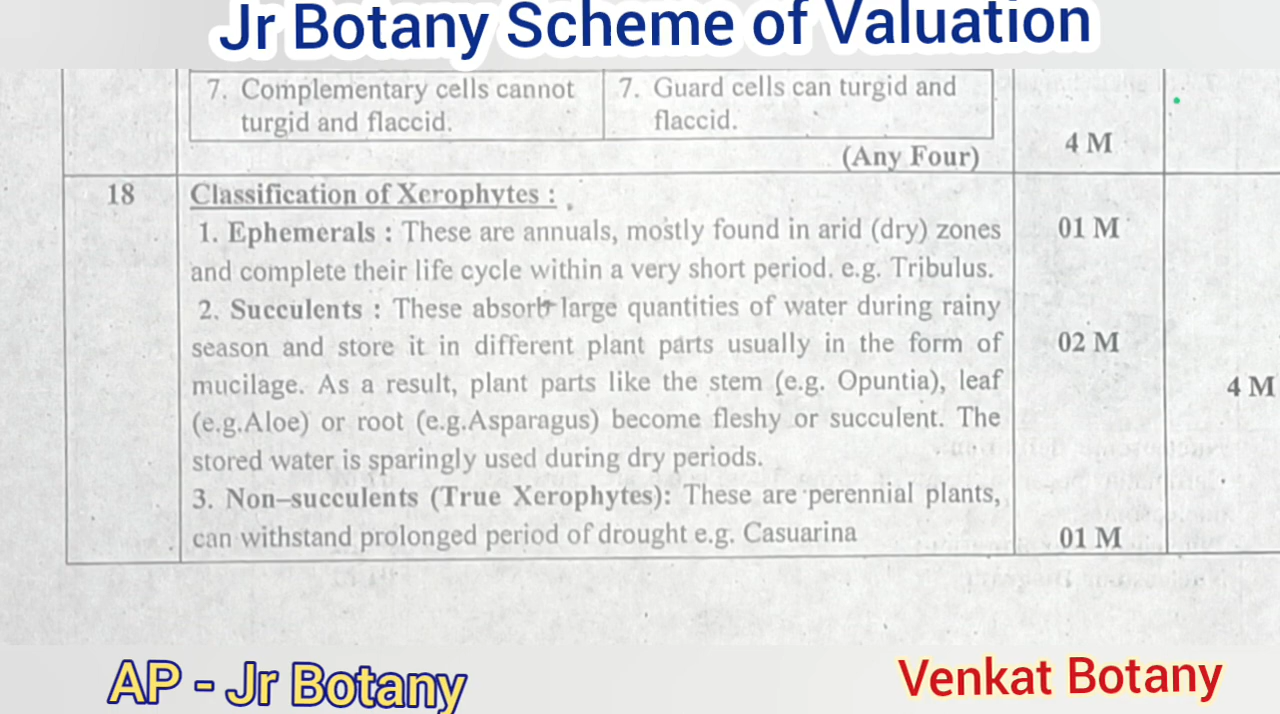 Jr Botany Scheme of Valuation
7. Complementary cells cannot turgid and flaccid.
7. Guard cells can turgid and flaccid.
(Any Four)
4 M
18
Classification of Xerophytes :
1. Ephemerals : These are annuals, mostly found in arid (dry) zones
01 M
and complete their life cycle within a very short period. e.g. Tribulus.
2. Succulents : These absorb large quantities of water during rainy
season and store it in different plant parts usually in the form of
02 M
mucilage. As a result, plant parts like the stem (e.g. Opuntia), leaf
4 M
(e.g.Aloe) or root (e.g.Asparagus) become fleshy or succulent. The
stored water is sparingly used during dry periods.
3. Non–succulents (True Xerophytes): These are perennial plants,
can withstand prolonged period of drought e.g. Casuarina
01 M
AP - Jr Botany
Venkat Botany